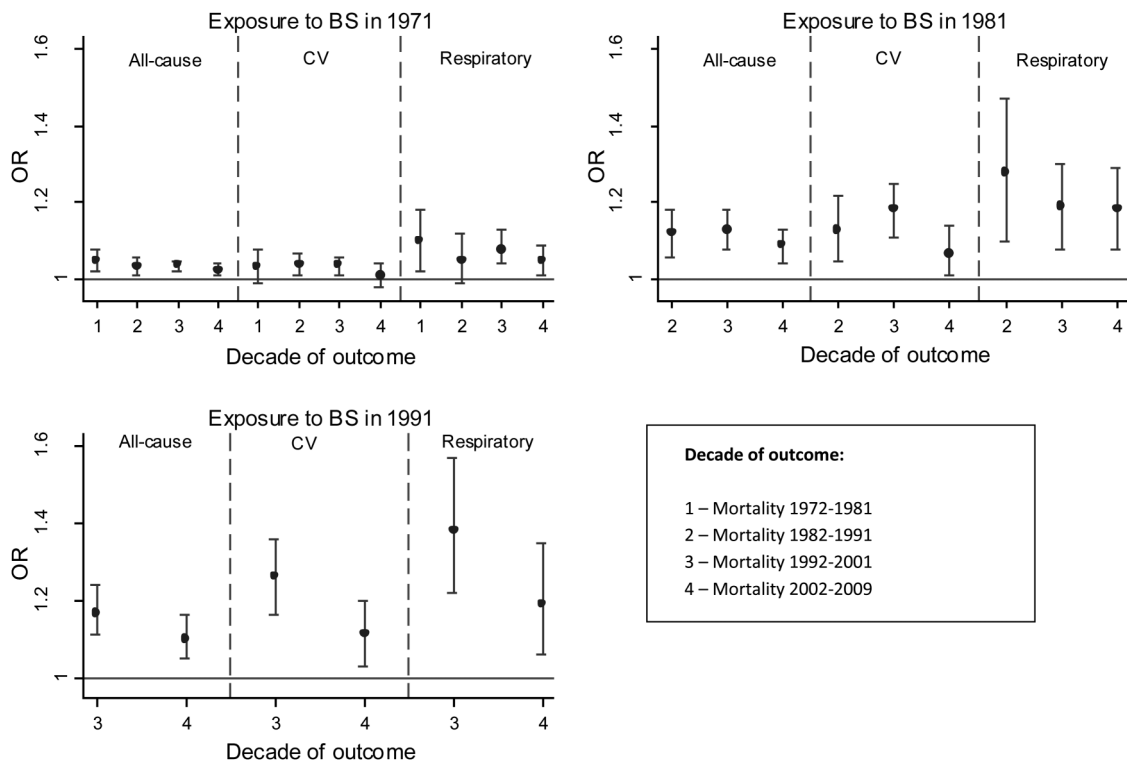 Exposure to BS in 1971
All-cause CV Respiratory
OR
1 1.2 1.4 1.6
1 2 3 4 1 2 3 4 1 2 3 4
Decade of outcome
Exposure to BS in 1981
All-cause CV Respiratory
OR
1 1.2 1.4 1.6
2 3 4 2 3 4 2 3 4
Decade of outcome
Exposure to BS in 1991
All-cause CV Respiratory
OR
1 1.2 1.4 1.6
3 4 3 4 3 4
Decade of outcome
Decade of outcome:
1 – Mortality 1972-1981
2 – Mortality 1982-1991
3 – Mortality 1992-2001
4 – Mortality 2002-2009